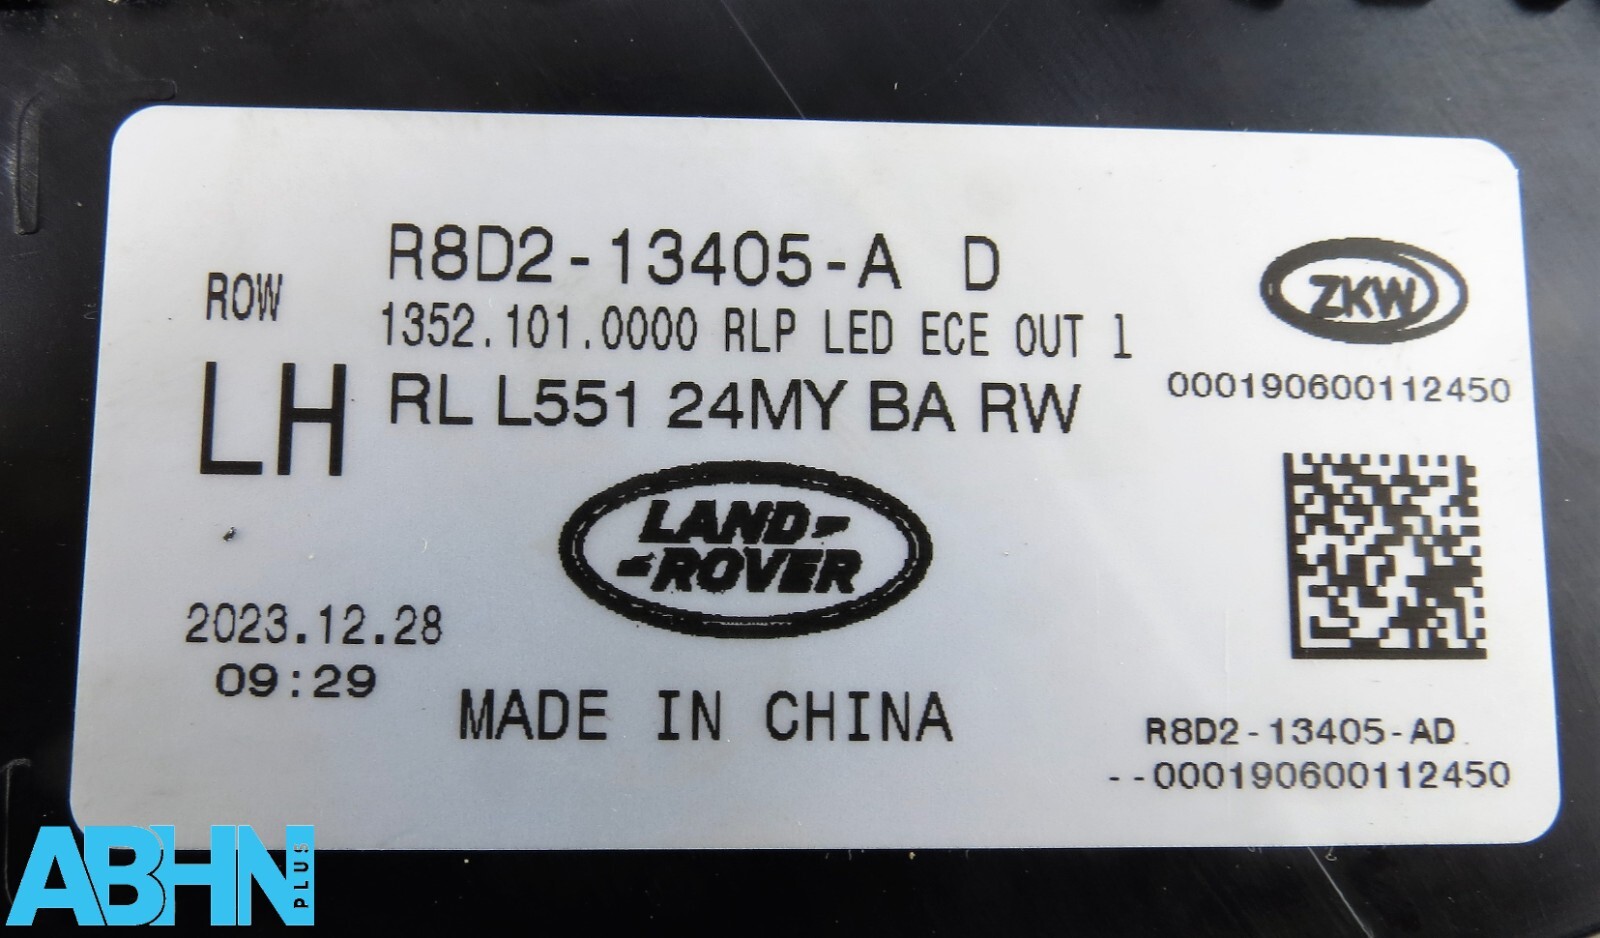 R8D2-13405-A D
ROW
1352.101.0000 RLP LED ECE OUT 1
ZKW
LH
RL L551 24MY BA RW
000190600112450
LAND
ROVER
2023.12.28
09:29
MADE IN CHINA
R8D2-13405-AD
--000190600112450
ABHN PLUS